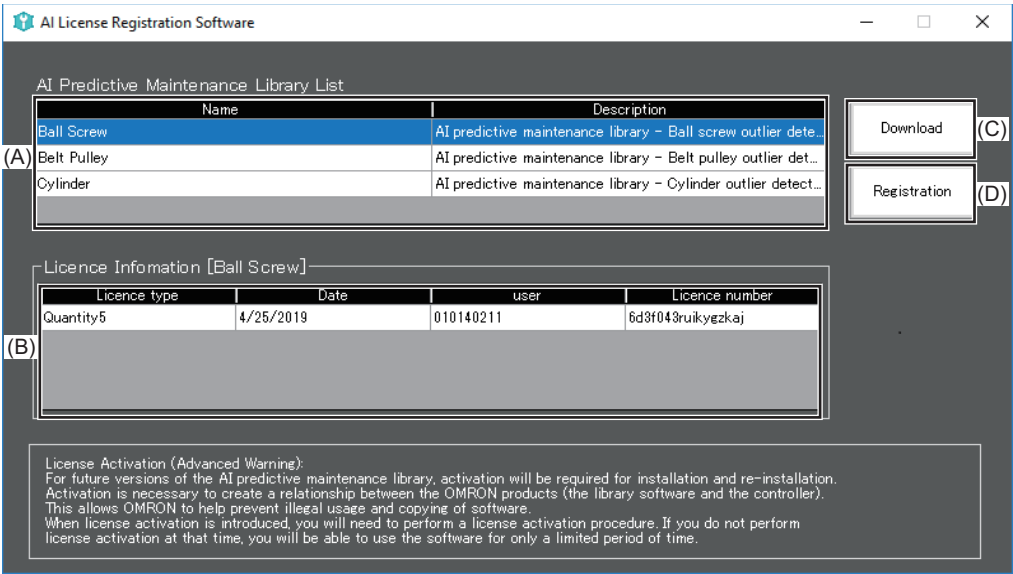 AI License Registration Software
AI Predictive Maintenance Library List
Name Description
Ball Screw AI predictive maintenance library - Ball screw outlier dete...
Belt Pulley AI predictive maintenance library - Belt pulley outlier det...
Cylinder AI predictive maintenance library - Cylinder outlier detect...
(A)
Download
(C)
Registration
(D)
Licence Infomation [Ball Screw]
Licence type Date user Licence number
Quantity5 4/25/2019 010140211 6d3f043ruikygzkaj
(B)
License Activation (Advanced Warning):
For future versions of the AI predictive maintenance library, activation will be required for installation and re-installation.
Activation is necessary to create a relationship between the OMRON products (the library software and the controller).
This allows OMRON to help prevent illegal usage and copying of software.
When license activation is introduced, you will need to perform a license activation procedure. If you do not perform
license activation at that time, you will be able to use the software for only a limited period of time.